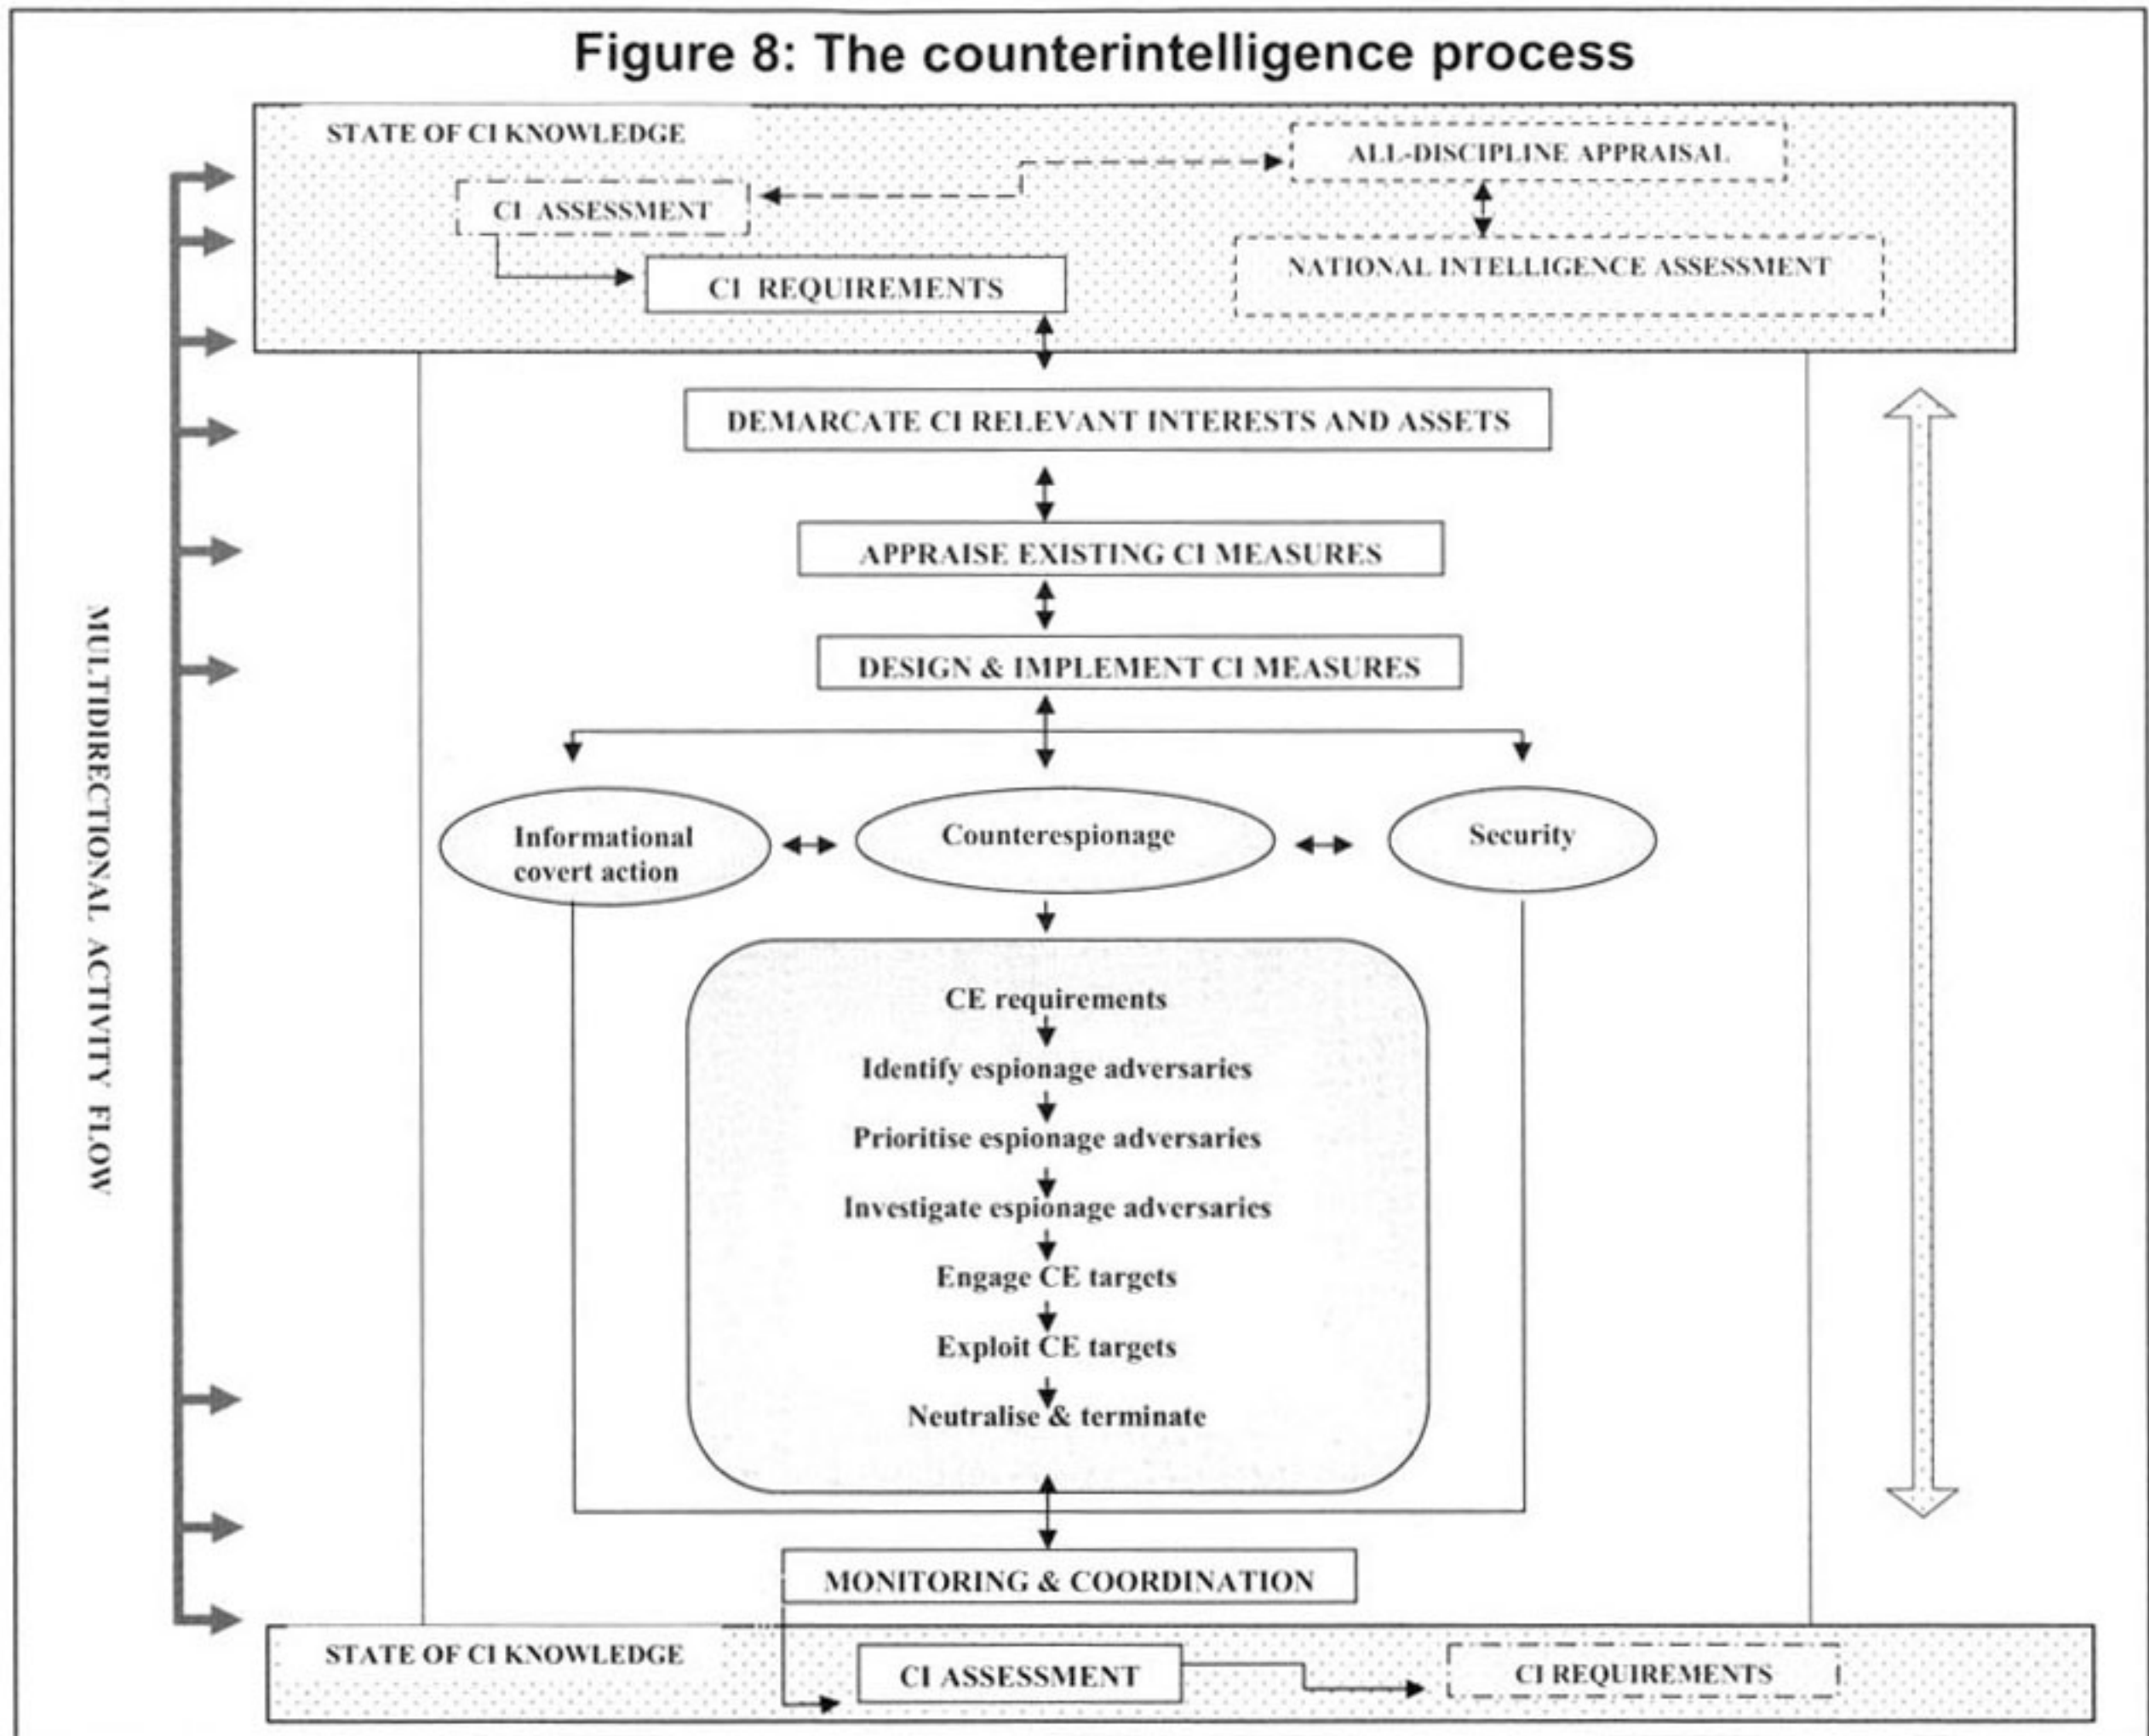 Figure 8: The counterintelligence process
STATE OF CI KNOWLEDGE
ALL-DISCIPLINE APPRAISAL
CI ASSESSMENT
NATIONAL INTELLIGENCE ASSESSMENT
CI REQUIREMENTS
DEMARCATE CI RELEVANT INTERESTS AND ASSETS
APPRAISE EXISTING CI MEASURES
DESIGN & IMPLEMENT CI MEASURES
MULTIDIRECTIONAL ACTIVITY FLOW
Informational
covert action
Counterespionage
Security
CE requirements
Identify espionage adversaries
Prioritise espionage adversaries
Investigate espionage adversaries
Engage CE targets
Exploit CE targets
Neutralise & terminate
MONITORING & COORDINATION
STATE OF CI KNOWLEDGE
CI ASSESSMENT
CI REQUIREMENTS